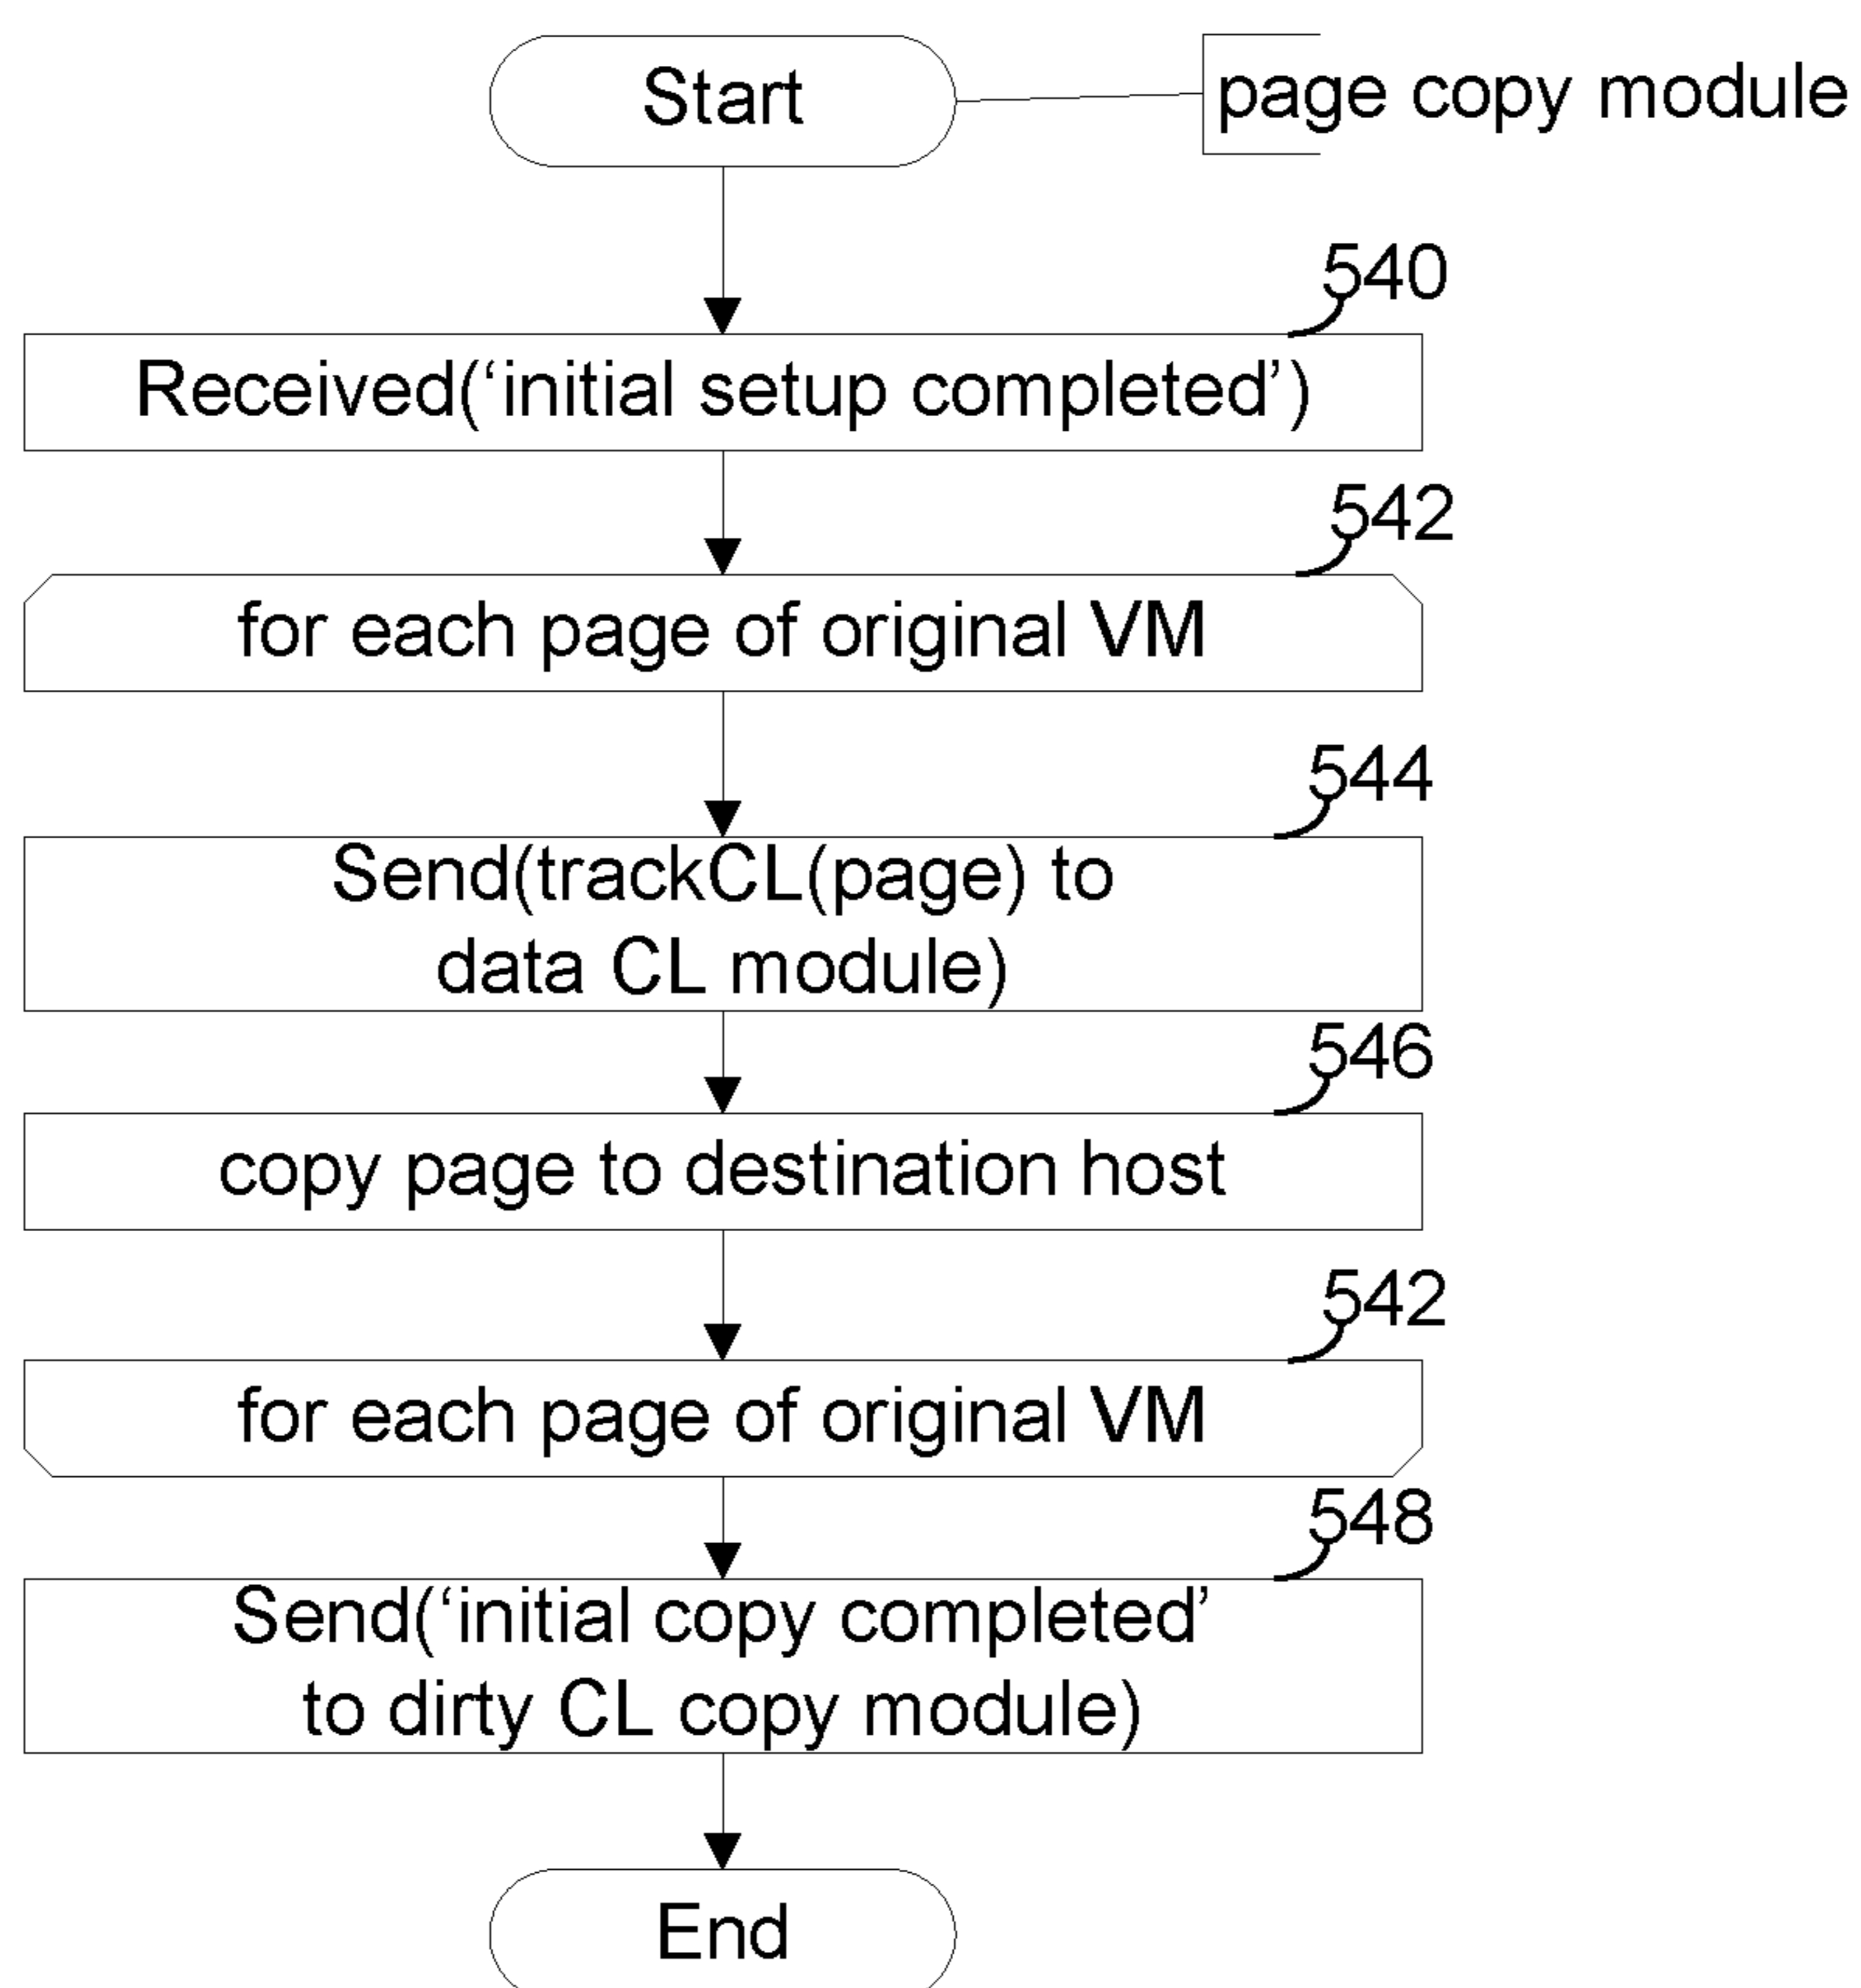 Start
page copy module
540
Received(‘initial setup completed’)
542
for each page of original VM
544
Send(trackCL(page) to
data CL module)
546
copy page to destination host
542
for each page of original VM
548
Send(‘initial copy completed’
to dirty CL copy module)
End